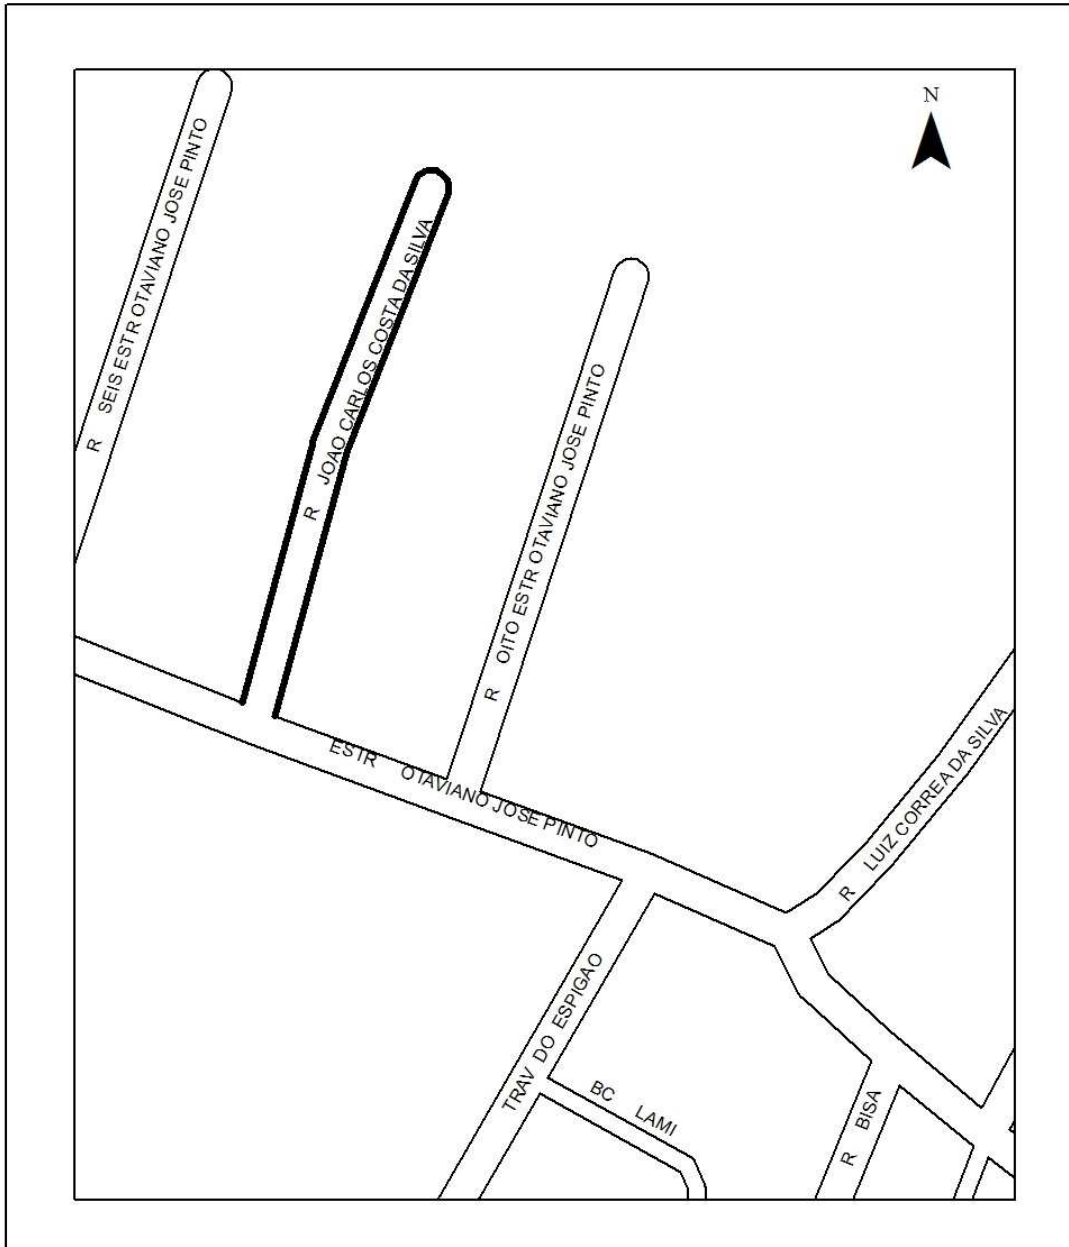 N
R SEIS ESTR OTAVIANO JOSE PINTO
R JOAO CARLOS COSTA DA SILVA
R OITO ESTR OTAVIANO JOSE PINTO
ESTR OTAVIANO JOSE PINTO
R LUIZ CORREA DA SILVA
TRAV DO ESPIGAO
BC LAMI
R BISA